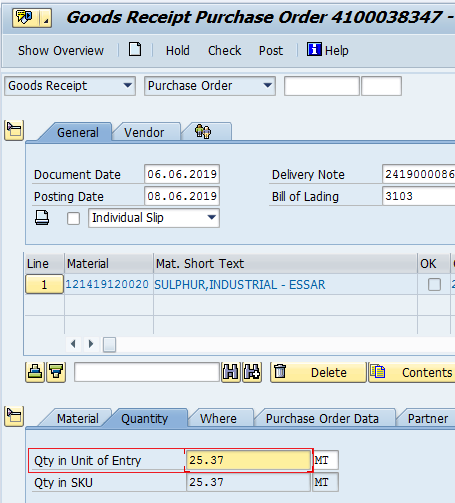 Goods Receipt Purchase Order 4100038347 -
Show Overview Hold Check Post Help
Goods Receipt Purchase Order
General Vendor
Document Date 06.06.2019 Delivery Note 2419000086
Posting Date 08.06.2019 Bill of Lading 3103
Individual Slip
Line Material Mat. Short Text OK
1 121419120020 SULPHUR,INDUSTRIAL - ESSAR
Delete Contents
Material Quantity Where Purchase Order Data Partner
Qty in Unit of Entry 25.37 MT
Qty in SKU 25.37 MT